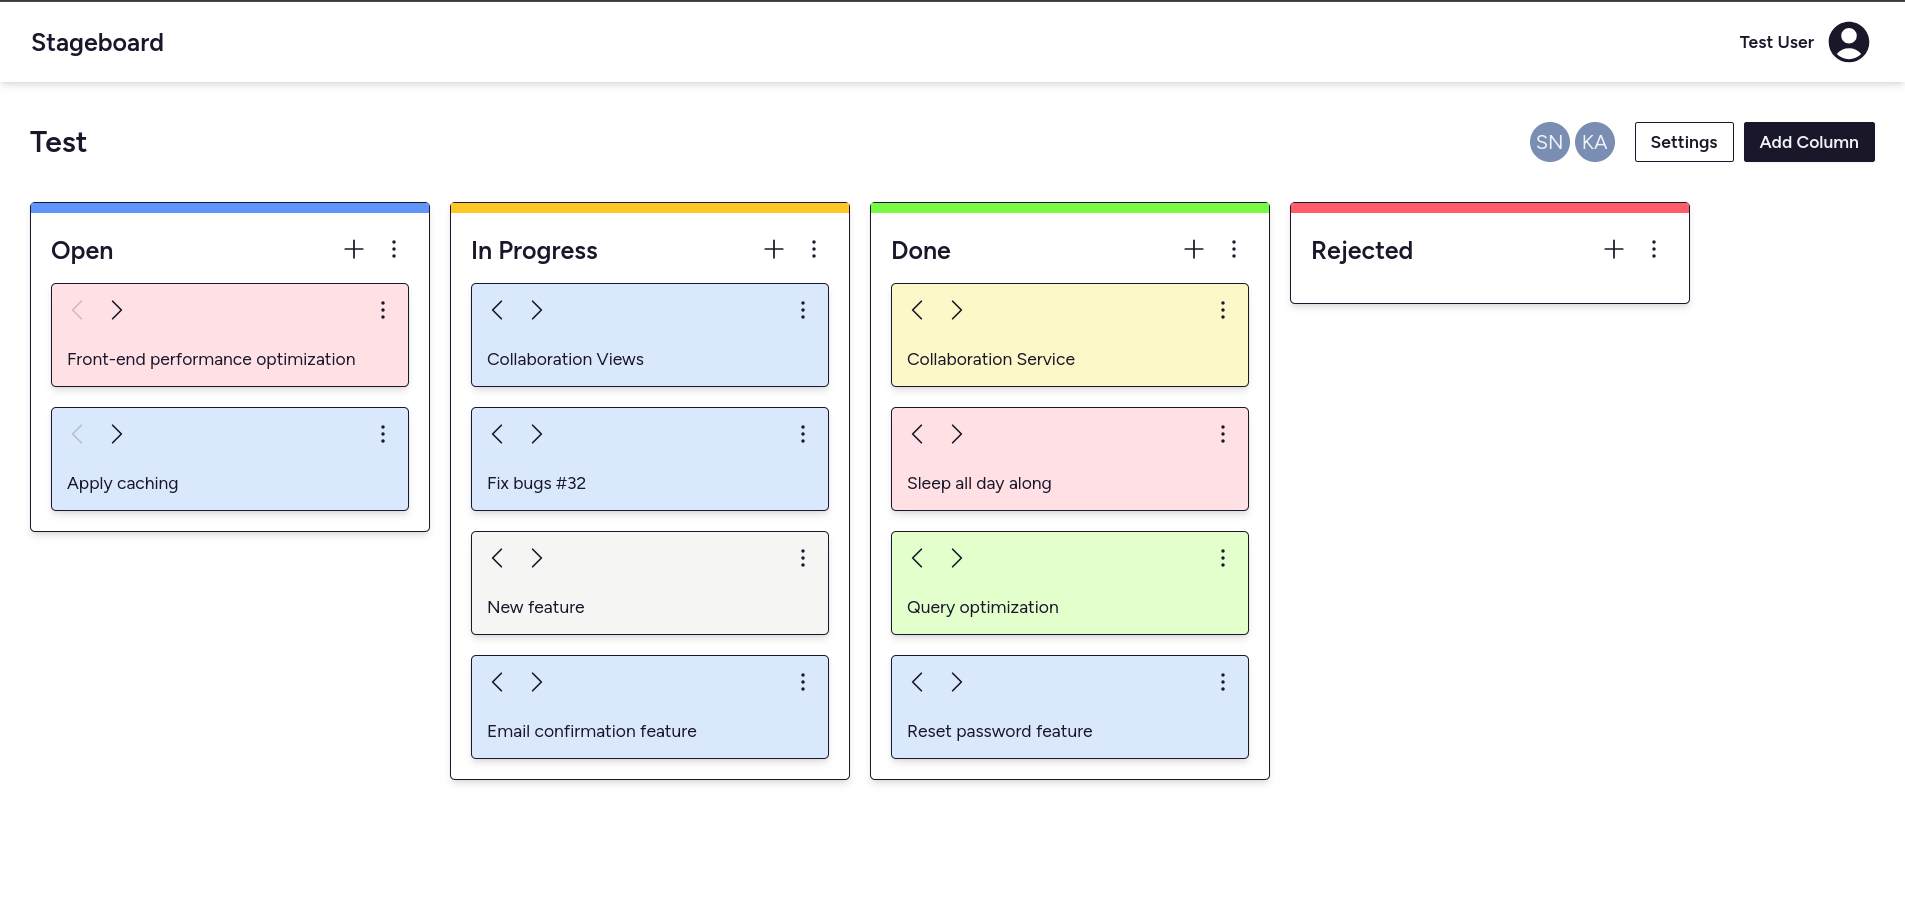 Stageboard
Test User
Test
SN KA Settings Add Column
Open
Front-end performance optimization
Apply caching
In Progress
Collaboration Views
Fix bugs #32
New feature
Email confirmation feature
Done
Collaboration Service
Sleep all day along
Query optimization
Reset password feature
Rejected